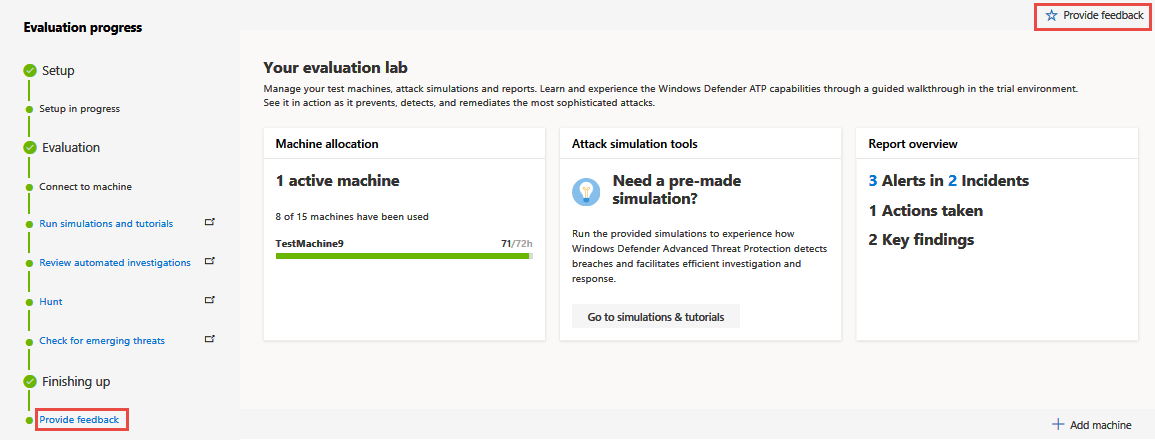 Evaluation progress
Setup
Setup in progress
Evaluation
Connect to machine
Run simulations and tutorials
Review automated investigations
Hunt
Check for emerging threats
Finishing up
Provide feedback
Provide feedback
Your evaluation lab
Manage your test machines, attack simulations and reports. Learn and experience the Windows Defender ATP capabilities through a guided walkthrough in the trial environment.
See it in action as it prevents, detects, and remediates the most sophisticated attacks.
Machine allocation
1 active machine
8 of 15 machines have been used
TestMachine9 71/72h
Attack simulation tools
Need a pre-made
simulation?
Run the provided simulations to experience how
Windows Defender Advanced Threat Protection detects
breaches and facilitates efficient investigation and
response.
Go to simulations & tutorials
Report overview
3 Alerts in 2 Incidents
1 Actions taken
2 Key findings
Add machine